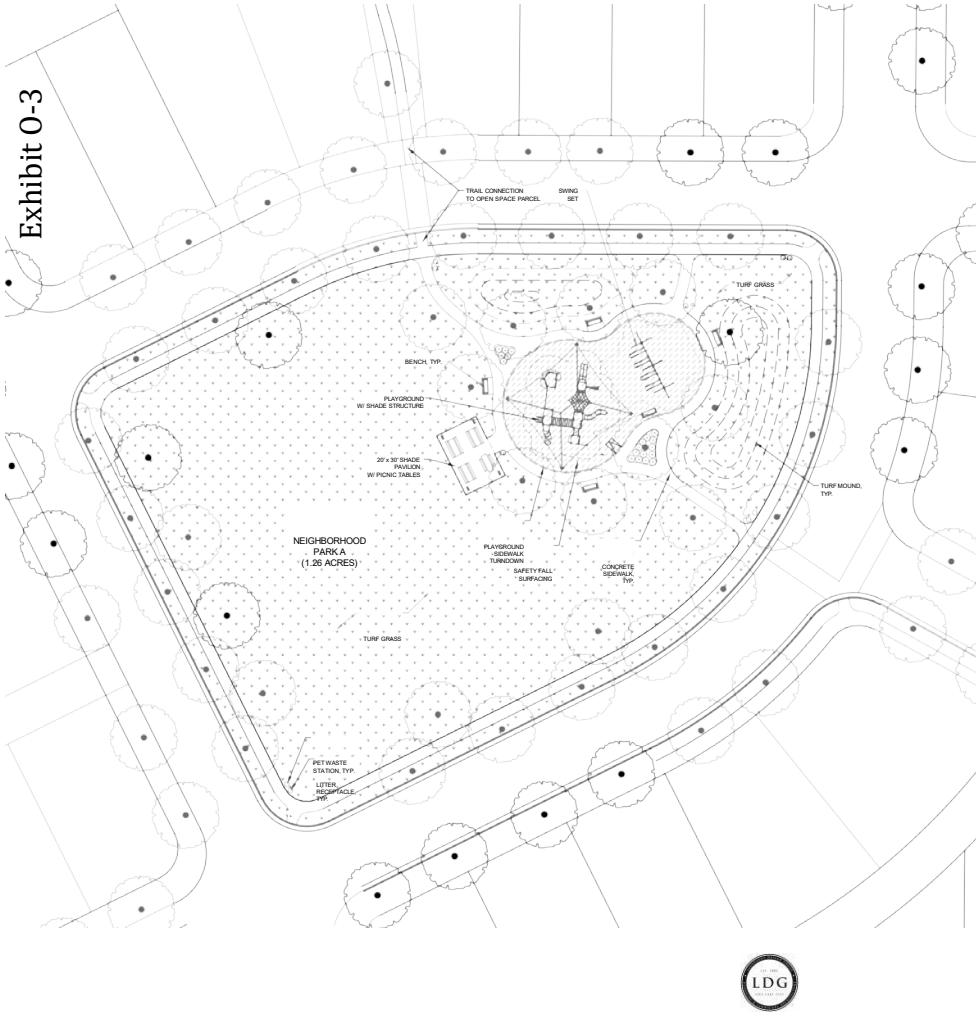 Exhibit O-3
TRAIL CONNECTION
TO OPEN SPACE PARCEL
SWING
SET
TURF GRASS
BENCH, TYP.
PLAYGROUND
W/ SHADE STRUCTURE
20' x 30' SHADE
PAVILION
W/ PICNIC TABLES
TURF MOUND,
TYP.
NEIGHBORHOOD
PARK A
(1.26 ACRES)
PLAYGROUND
-SIDEWALK
TURNDOWN
SAFETY FALL
SURFACING
CONCRETE
SIDEWALK,
TYP.
TURF GRASS
PET WASTE
STATION, TYP.
LITTER
RECEPTACLE,
TYP.
LDG